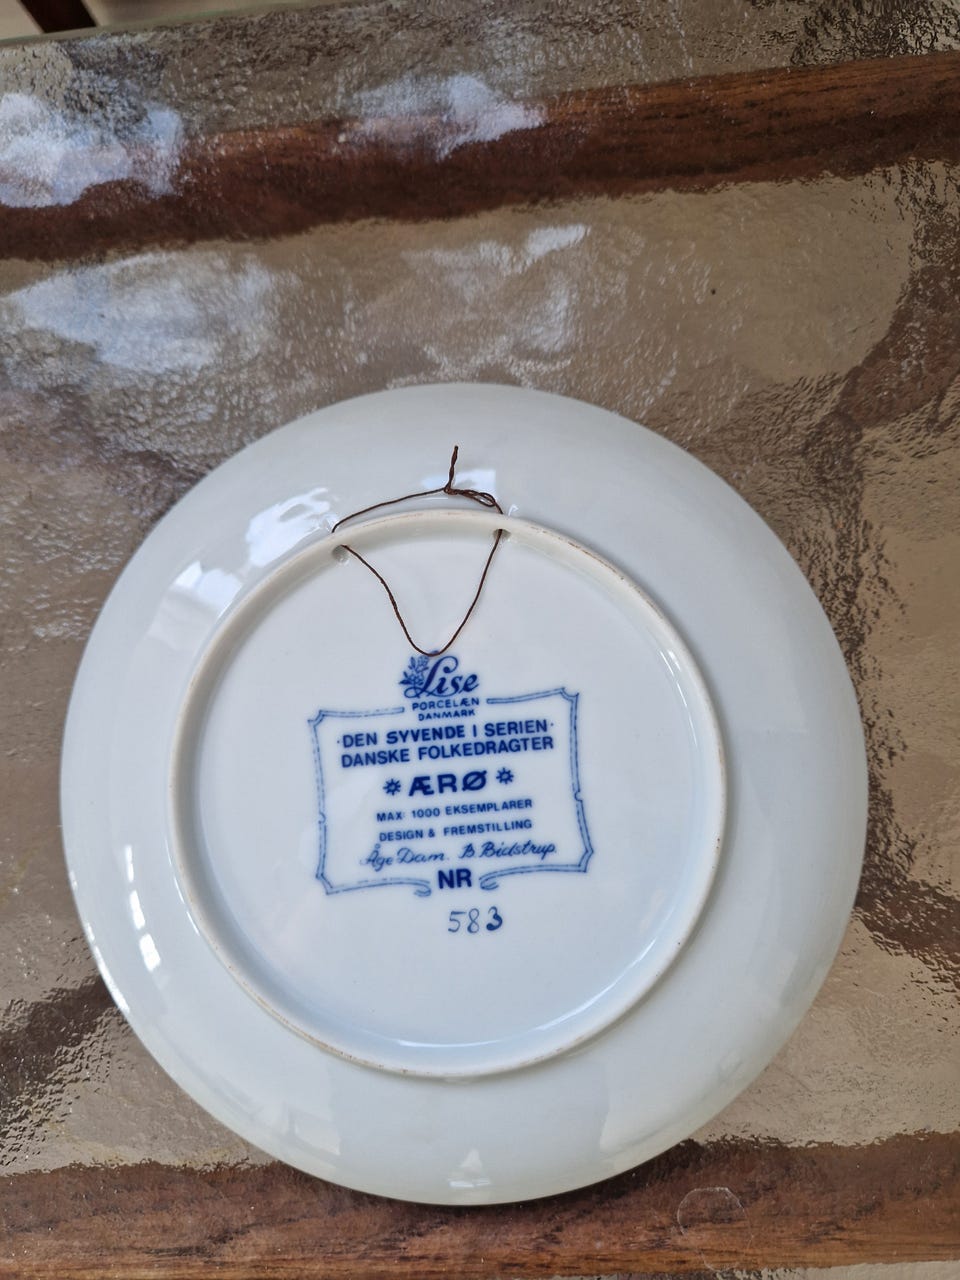 Lise
PORCELÆN
DANMARK
·DEN SYVENDE I SERIEN·
DANSKE FOLKEDRAGTER
ÆRØ
MAX· 1000 EKSEMPLARER
DESIGN & FREMSTILLING
Åge Dam. B. Bidstrup.
NR
583